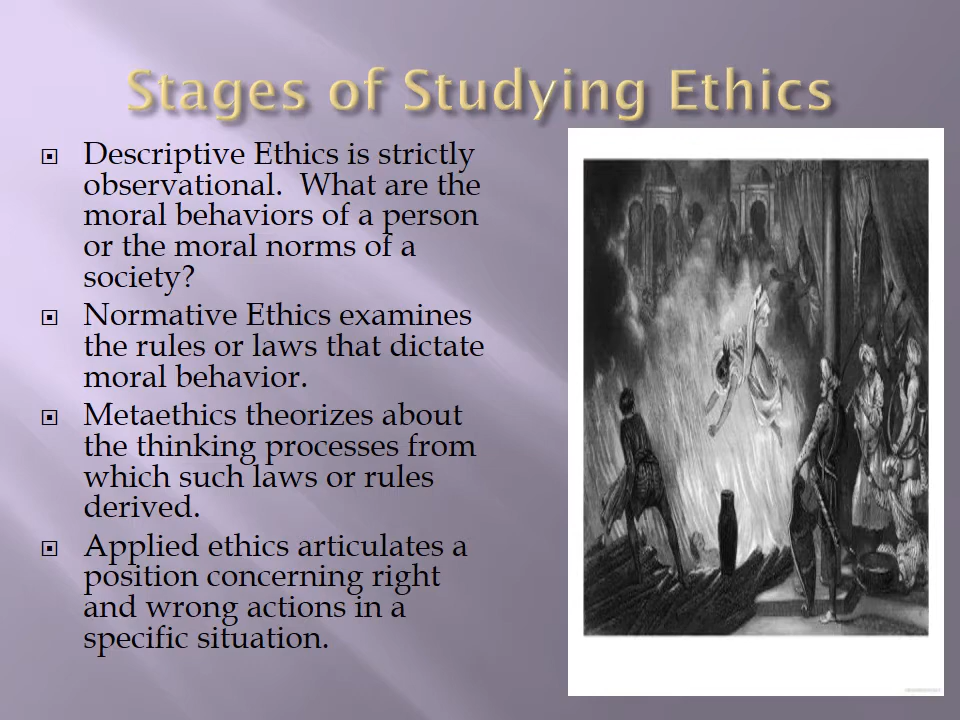 Stages of Studying Ethics
Descriptive Ethics is strictly
observational.  What are the
moral behaviors of a person
or the moral norms of a
society?
Normative Ethics examines
the rules or laws that dictate
moral behavior.
Metaethics theorizes about
the thinking processes from
which such laws or rules
derived.
Applied ethics articulates a
position concerning right
and wrong actions in a
specific situation.